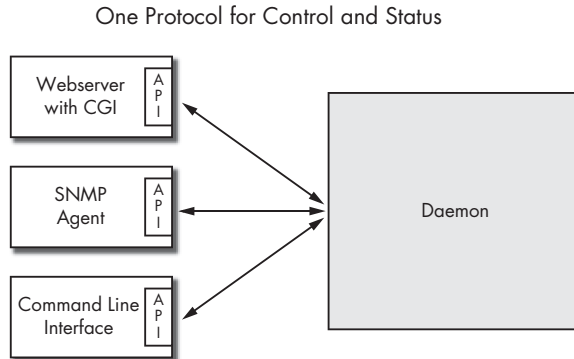 One Protocol for Control and Status
Webserver
with CGI
A
P
I
SNMP
Agent
A
P
I
Command Line
Interface
A
P
I
Daemon